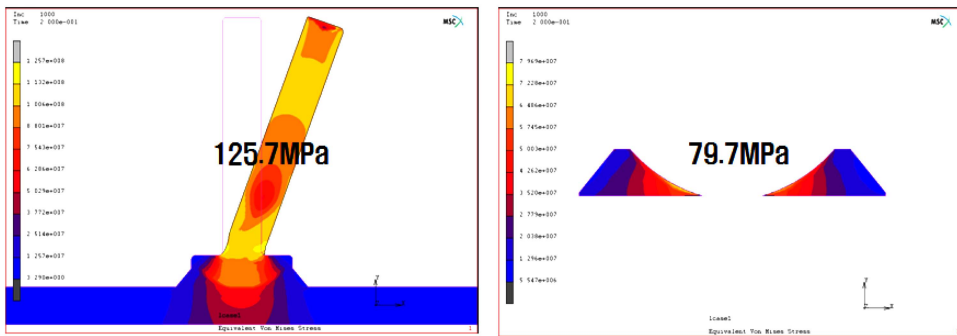 Inc 1000
Time 2 000e-001
MSC
1 257e+008
1 132e+008
1 006e+008
8 801e+007
7 543e+007
6 286e+007
5 029e+007
3 772e+007
2 514e+007
1 257e+007
3 290e+000
125.7MPa
Y
lcase1
Equivalent Von Mises Stress
1
Inc 1000
Time 2 000e-001
MSC
7 969e+007
7 228e+007
6 486e+007
5 745e+007
5 003e+007
4 262e+007
3 520e+007
2 779e+007
2 038e+007
1 296e+007
5 547e+006
79.7MPa
Y
X
lcase1
Equivalent Von Mises Stress